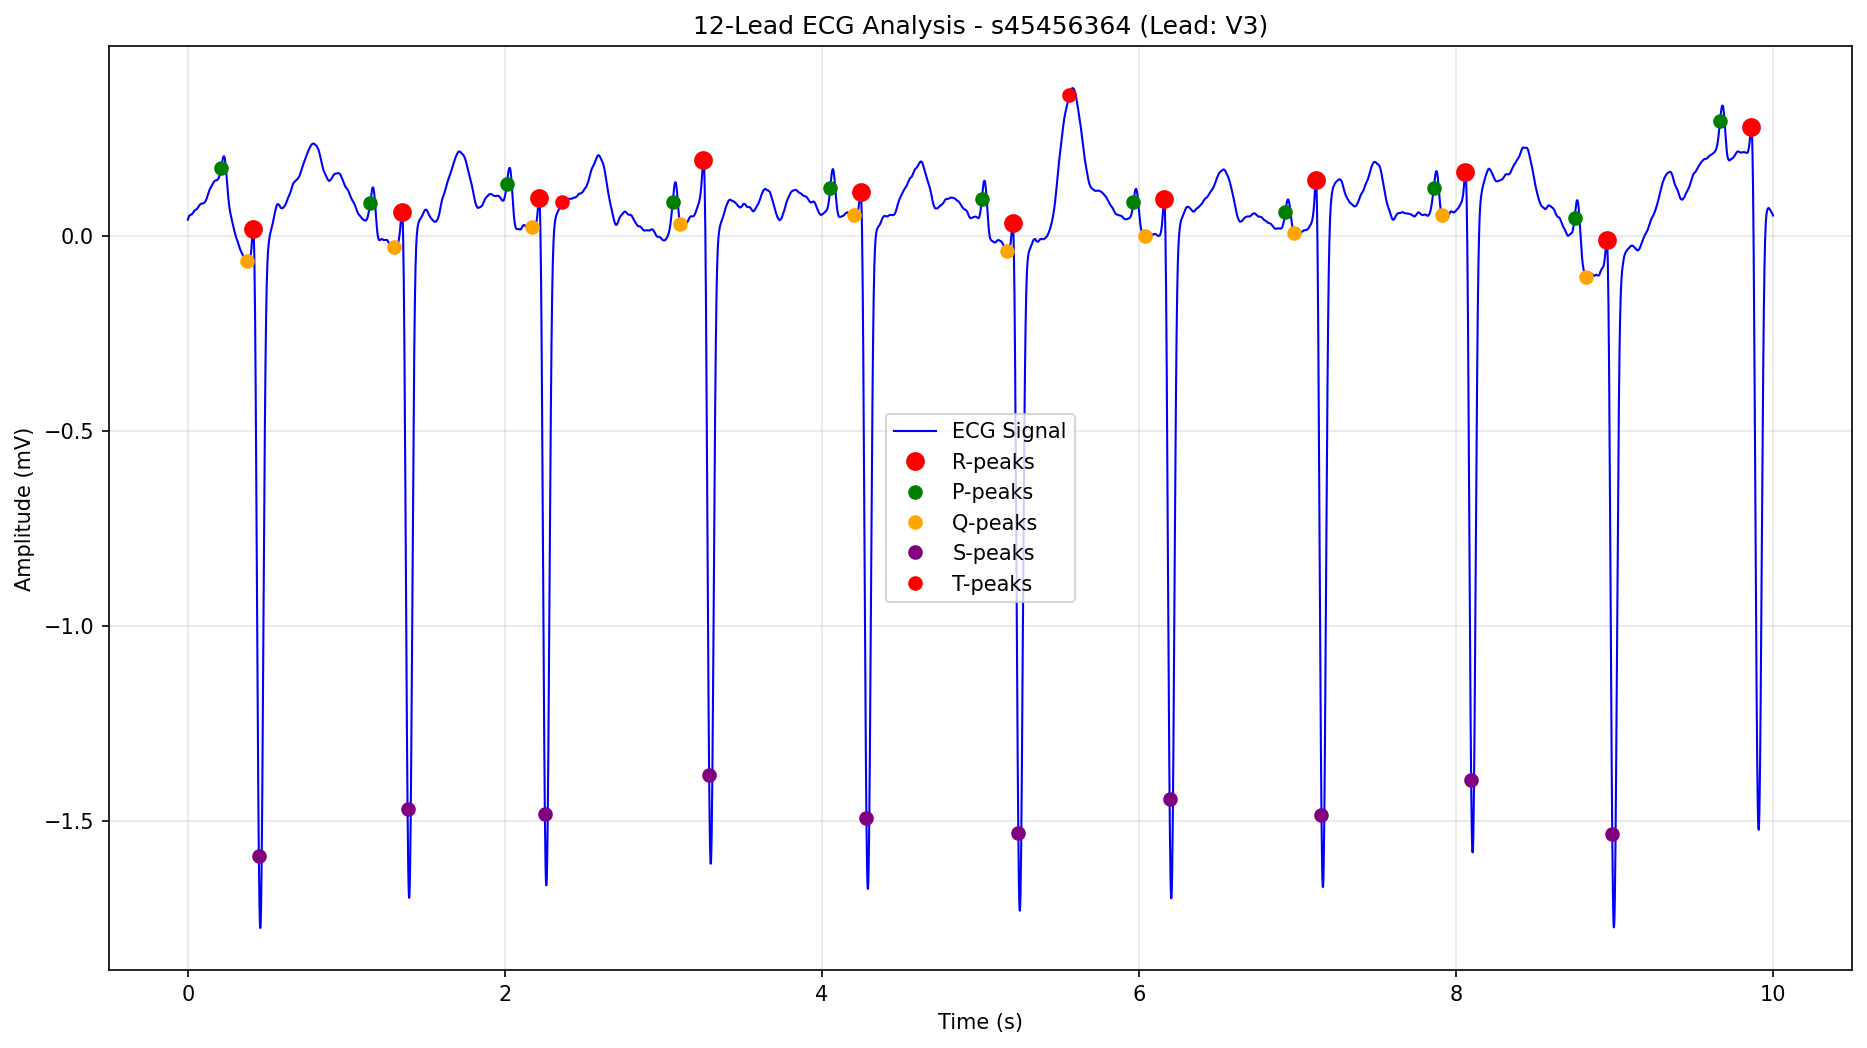 12-Lead ECG Analysis - s45456364 (Lead: V3)
Amplitude (mV)
0.0
−0.5
−1.0
−1.5
ECG Signal
R-peaks
P-peaks
Q-peaks
S-peaks
T-peaks
0 2 4 6 8 10
Time (s)